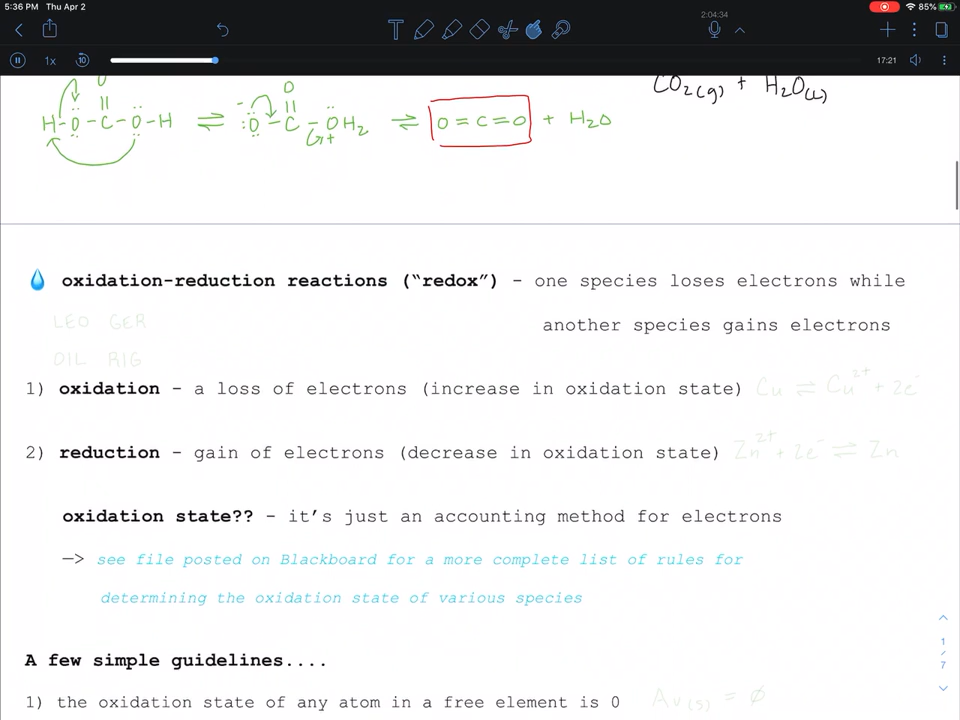 5:36 PM Thu Apr 2
85%
2:04:34
1x
10
17:21
CO2(g) + H2O(l)
O O
H-O-C-O-H ⇌ :O-C-OH2 ⇌ O=C=O + H2O
oxidation-reduction reactions (“redox”) - one species loses electrons while
LEO GER
another species gains electrons
OIL RIG
1) oxidation - a loss of electrons (increase in oxidation state) Cu ⇌ Cu2+ + 2e-
2) reduction - gain of electrons (decrease in oxidation state) Zn2+ + 2e- ⇌ Zn
oxidation state?? - it’s just an accounting method for electrons
—> see file posted on Blackboard for a more complete list of rules for
determining the oxidation state of various species
1
/
7
A few simple guidelines....
1) the oxidation state of any atom in a free element is 0 Au(s) = Ø